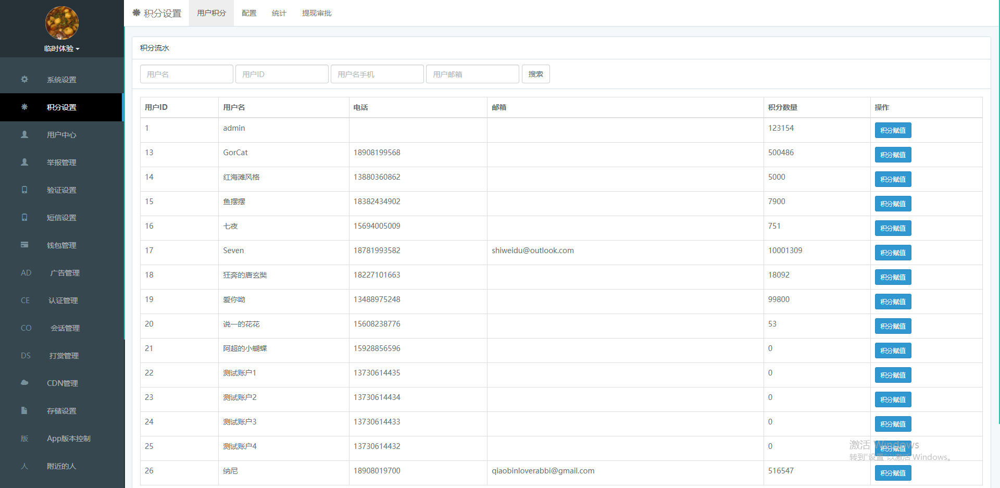 临时体验
系统设置
积分设置
用户中心
举报管理
验证设置
短信设置
钱包管理
AD 广告管理
CE 认证管理
CO 会话管理
DS 打赏管理
CDN管理
存储设置
版 App版本控制
人 附近的人
积分设置 用户积分 配置 统计 提现审批
积分流水
用户名 用户ID 用户名手机 用户邮箱 搜索
用户ID 用户名 电话 邮箱 积分数量 操作
1 admin 123154 积分赋值
13 GorCat 18908199568 500486 积分赋值
14 红海滩风格 13880360862 5000 积分赋值
15 鱼摆摆 18382434902 7900 积分赋值
16 七夜 15694005009 751 积分赋值
17 Seven 18781993582 shiweidu@outlook.com 10001309 积分赋值
18 狂奔的唐玄奘 18227101663 18092 积分赋值
19 爱你呦 13488975248 99800 积分赋值
20 说一的花花 15608238776 53 积分赋值
21 阿超的小蝴蝶 15928856596 0 积分赋值
22 测试账户1 13730614435 0 积分赋值
23 测试账户2 13730614434 0 积分赋值
24 测试账户3 13730614433 0 积分赋值
25 测试账户4 13730614432 0 积分赋值
26 纳尼 18908019700 qiaobinloverabbi@gmail.com 516547 积分赋值
激活 Windows
转到“设置”以激活 Windows。